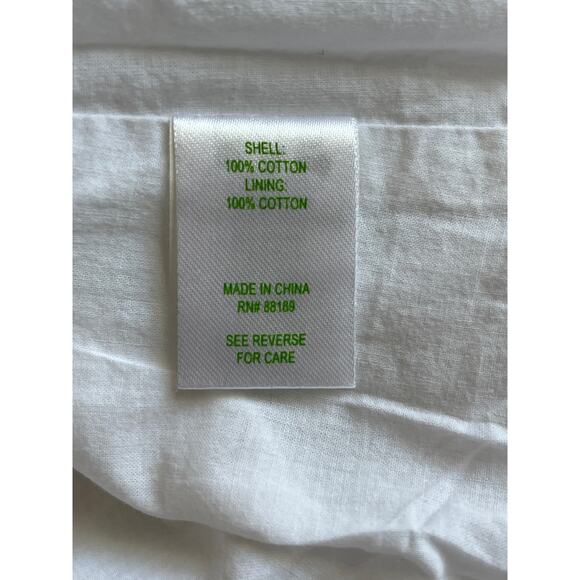 SHELL:
100% COTTON
LINING:
100% COTTON
MADE IN CHINA
RN# 88189
SEE REVERSE
FOR CARE